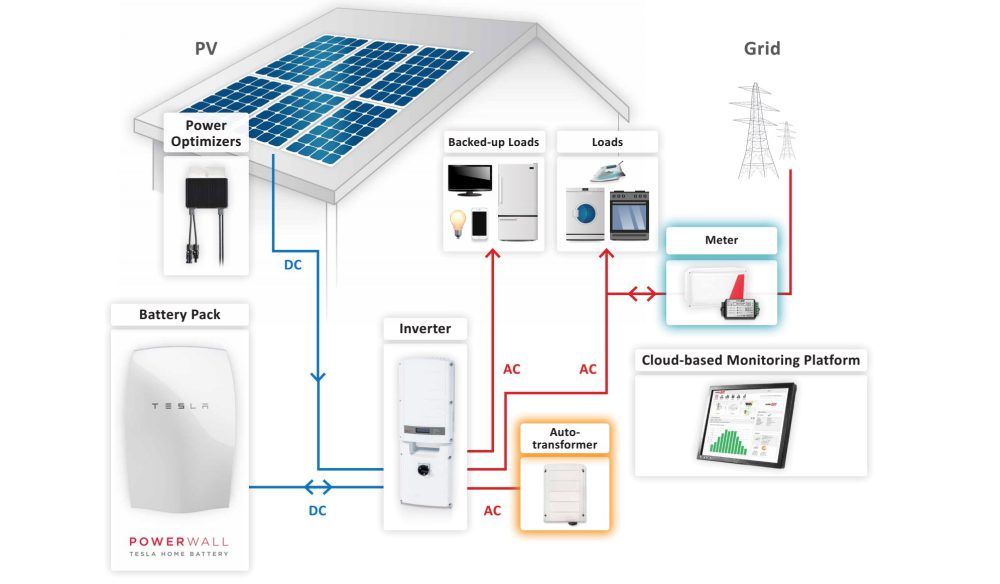 PV
Grid
Power
Optimizers
Backed-up Loads
Loads
Meter
DC
Battery Pack
Inverter
Cloud-based Monitoring Platform
AC
AC
TESLA
Auto-
transformer
DC
AC
POWERWALL
TESLA HOME BATTERY